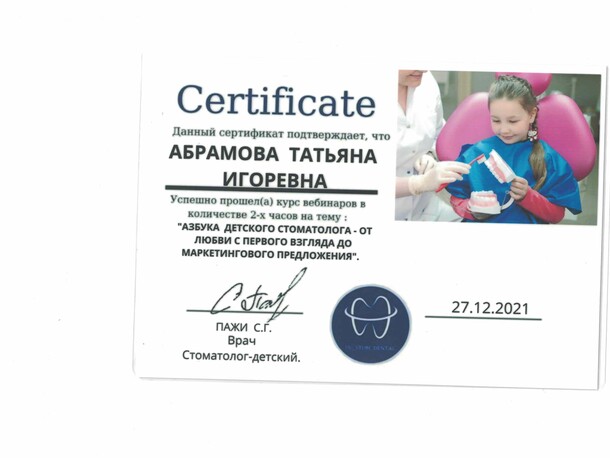 Certificate
Данный сертификат подтверждает, что
АБРАМОВА ТАТЬЯНА
ИГОРЕВНА
Успешно прошел(а) курс вебинаров в
количестве 2-х часов на тему :
"АЗБУКА ДЕТСКОГО СТОМАТОЛОГА - ОТ
ЛЮБВИ С ПЕРВОГО ВЗГЛЯДА ДО
МАРКЕТИНГОВОГО ПРЕДЛОЖЕНИЯ".
27.12.2021
ПАЖИ С.Г.
Врач
Стоматолог-детский.